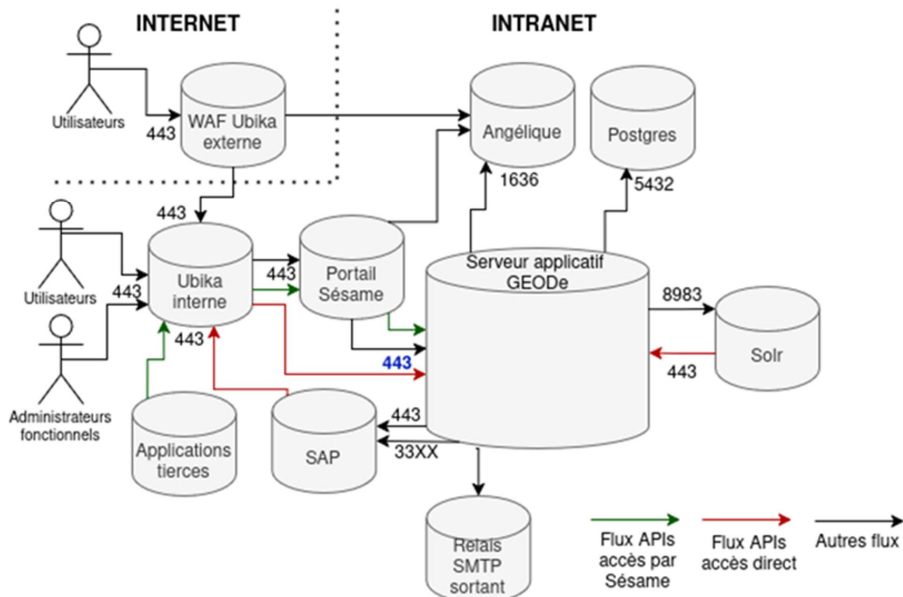 INTERNET
INTRANET
Utilisateurs
443
WAF Ubika
externe
Angélique
1636
Postgres
5432
443
Utilisateurs
443
Ubika
interne
443
443
Portail
Sésame
Serveur applicatif
GEODe
8983
Solr
443
443
Administrateurs
fonctionnels
Applications
tierces
SAP
443
33XX
Relais
SMTP
sortant
Flux APIs
accès par
Sésame
Flux APIs
accès direct
Autres flux